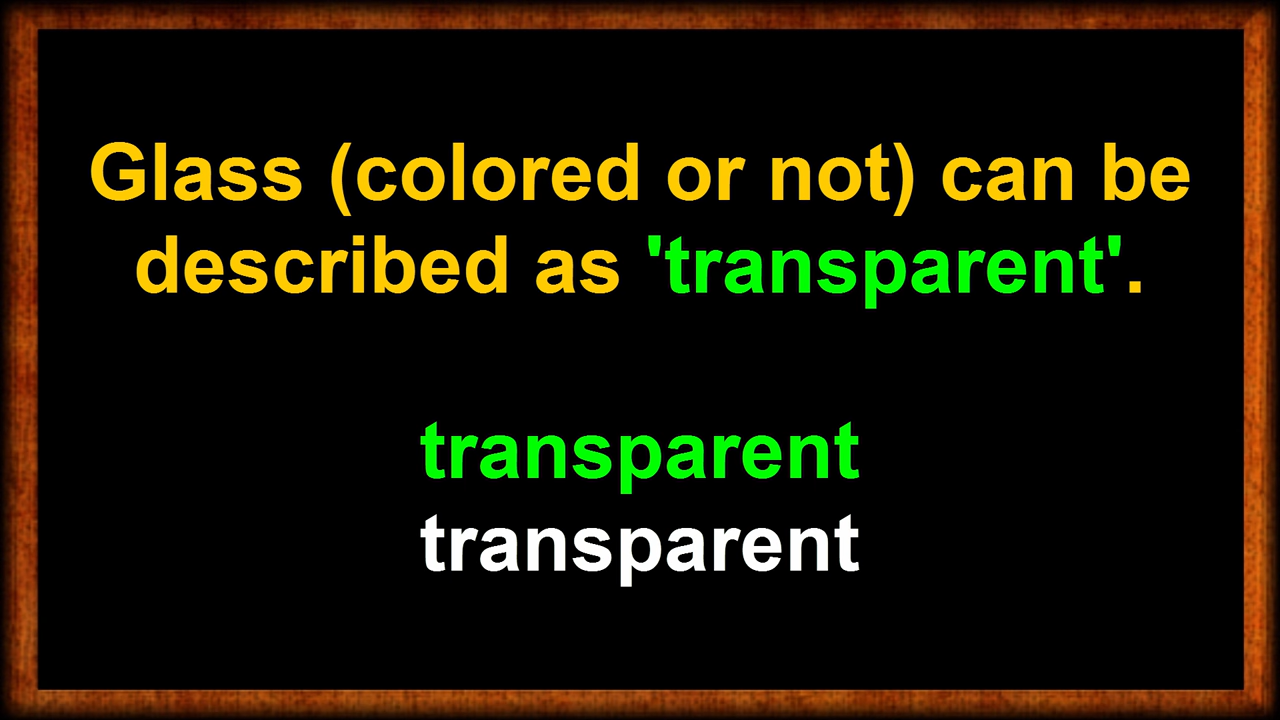 Glass (colored or not) can be
described as 'transparent'.
transparent
transparent